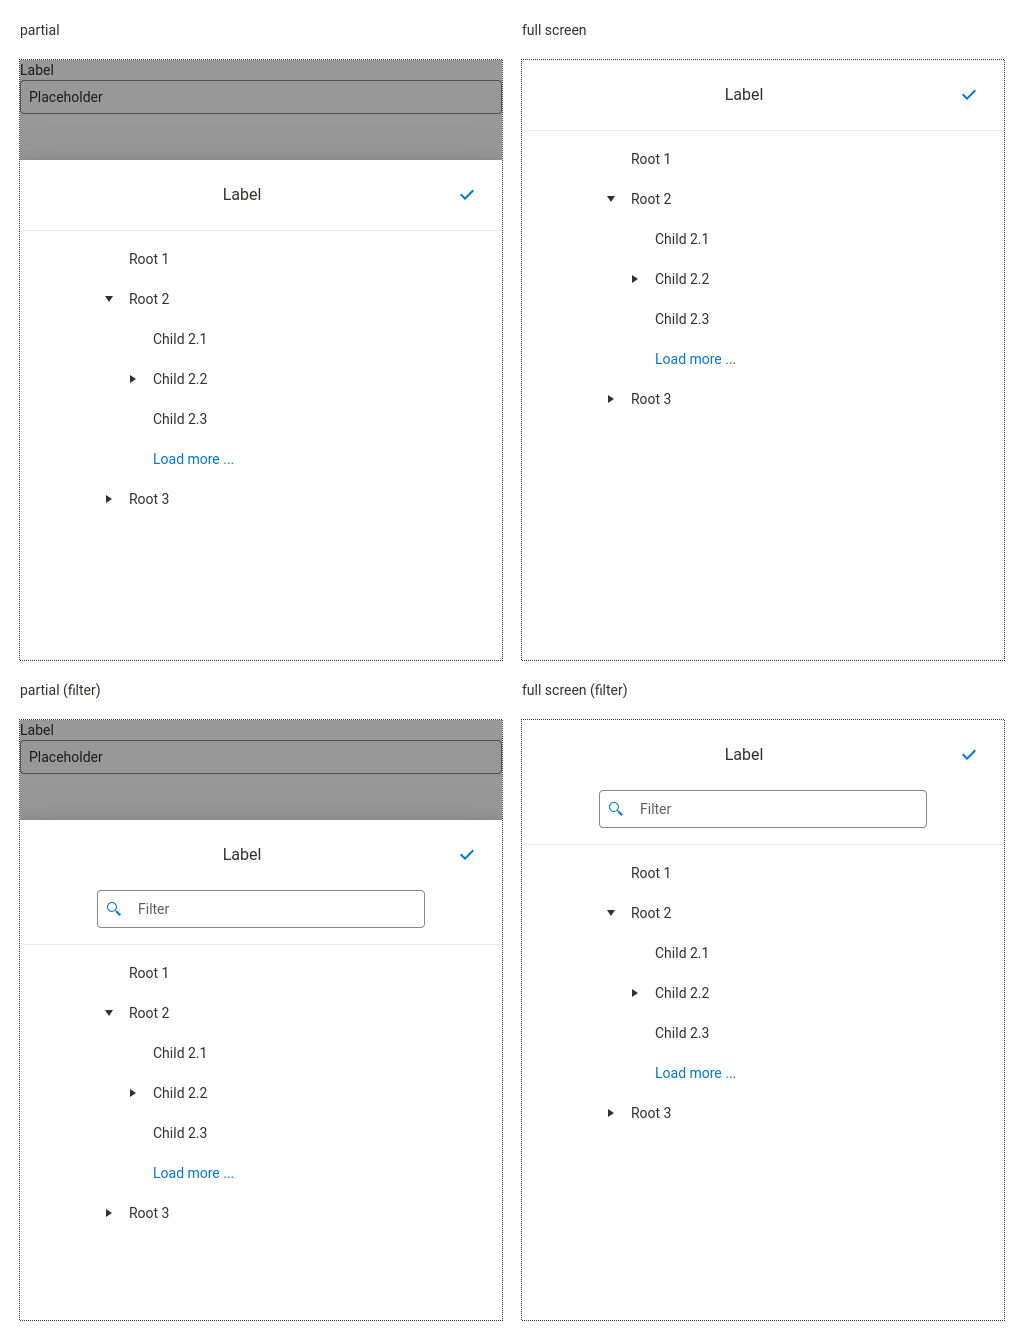 partial
Label
Placeholder
Label
Root 1
Root 2
Child 2.1
Child 2.2
Child 2.3
Load more ...
Root 3
full screen
Label
Root 1
Root 2
Child 2.1
Child 2.2
Child 2.3
Load more ...
Root 3
partial (filter)
Label
Placeholder
Label
Filter
Root 1
Root 2
Child 2.1
Child 2.2
Child 2.3
Load more ...
Root 3
full screen (filter)
Label
Filter
Root 1
Root 2
Child 2.1
Child 2.2
Child 2.3
Load more ...
Root 3